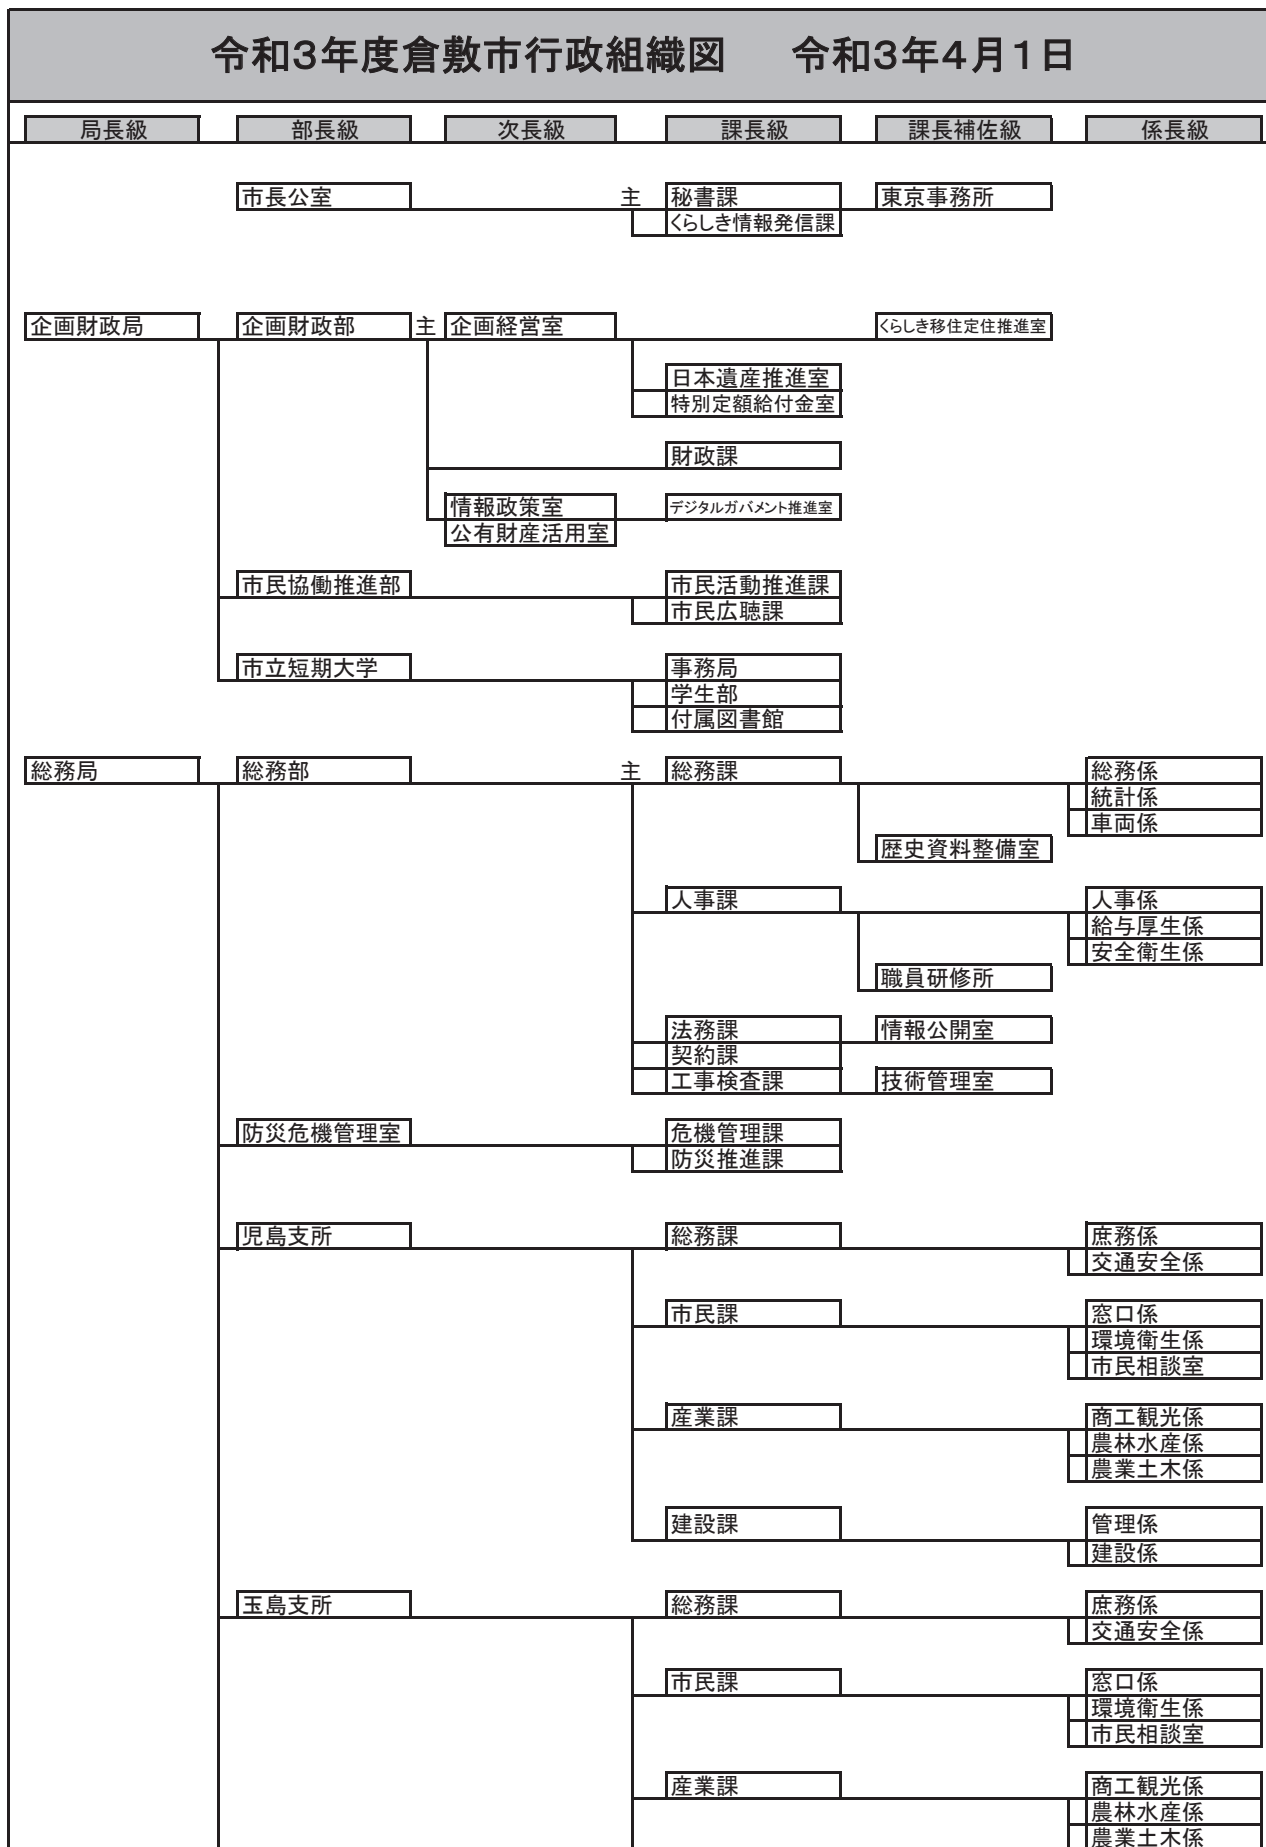 令和3年度倉敷市行政組織図　令和3年4月1日
局長級 部長級 次長級 課長級 課長補佐級 係長級
市長公室 主 秘書課 東京事務所
くらしき情報発信課
企画財政局 企画財政部 主 企画経営室 くらしき移住定住推進室
日本遺産推進室
特別定額給付金室
財政課
情報政策室 デジタルガバメント推進室
公有財産活用室
市民協働推進部 市民活動推進課
市民広聴課
市立短期大学 事務局
学生部
付属図書館
総務局 総務部 主 総務課 総務係
統計係
車両係
歴史資料整備室
人事課 人事係
給与厚生係
安全衛生係
職員研修所
法務課 情報公開室
契約課
工事検査課 技術管理室
防災危機管理室 危機管理課
防災推進課
児島支所 総務課 庶務係
交通安全係
市民課 窓口係
環境衛生係
市民相談室
産業課 商工観光係
農林水産係
農業土木係
建設課 管理係
建設係
玉島支所 総務課 庶務係
交通安全係
市民課 窓口係
環境衛生係
市民相談室
産業課 商工観光係
農林水産係
農業土木係